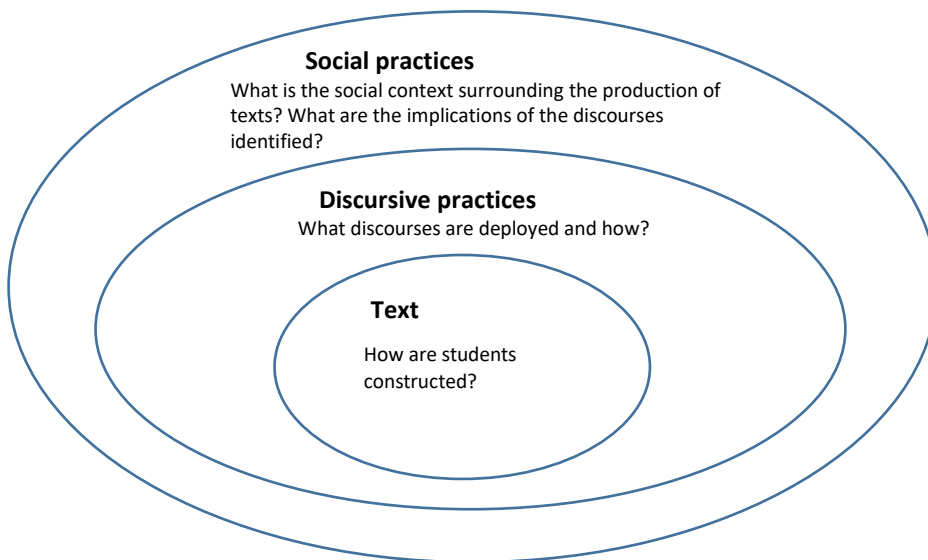 Social practices
What is the social context surrounding the production of
texts? What are the implications of the discourses
identified?
Discursive practices
What discourses are deployed and how?
Text
How are students
constructed?